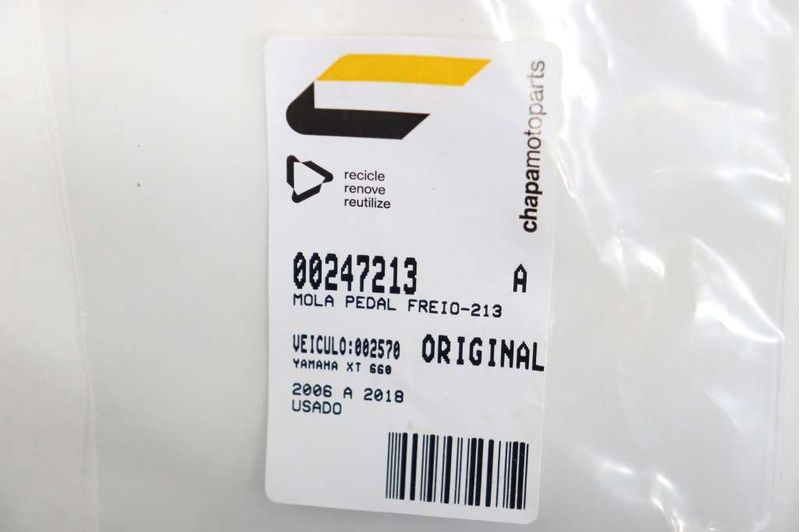 chapamotoparts
recicle
renove
reutilize
00247213 A
MOLA PEDAL FREIO-213
VEICULO:002570 ORIGINAL
YAMAHA XT 660
2006 A 2018
USADO